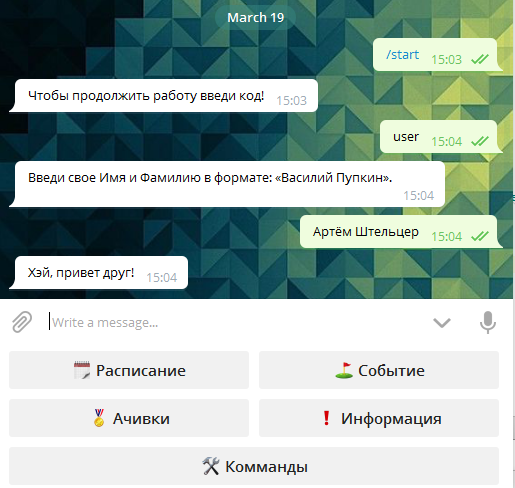 March 19
/start 15:03
Чтобы продолжить работу введи код! 15:03
user 15:04
Введи свое Имя и Фамилию в формате: «Василий Пупкин».
15:04
Артём Штельцер 15:04
Хэй, привет друг! 15:04
Write a message...
Расписание
Событие
Ачивки
Информация
Комманды